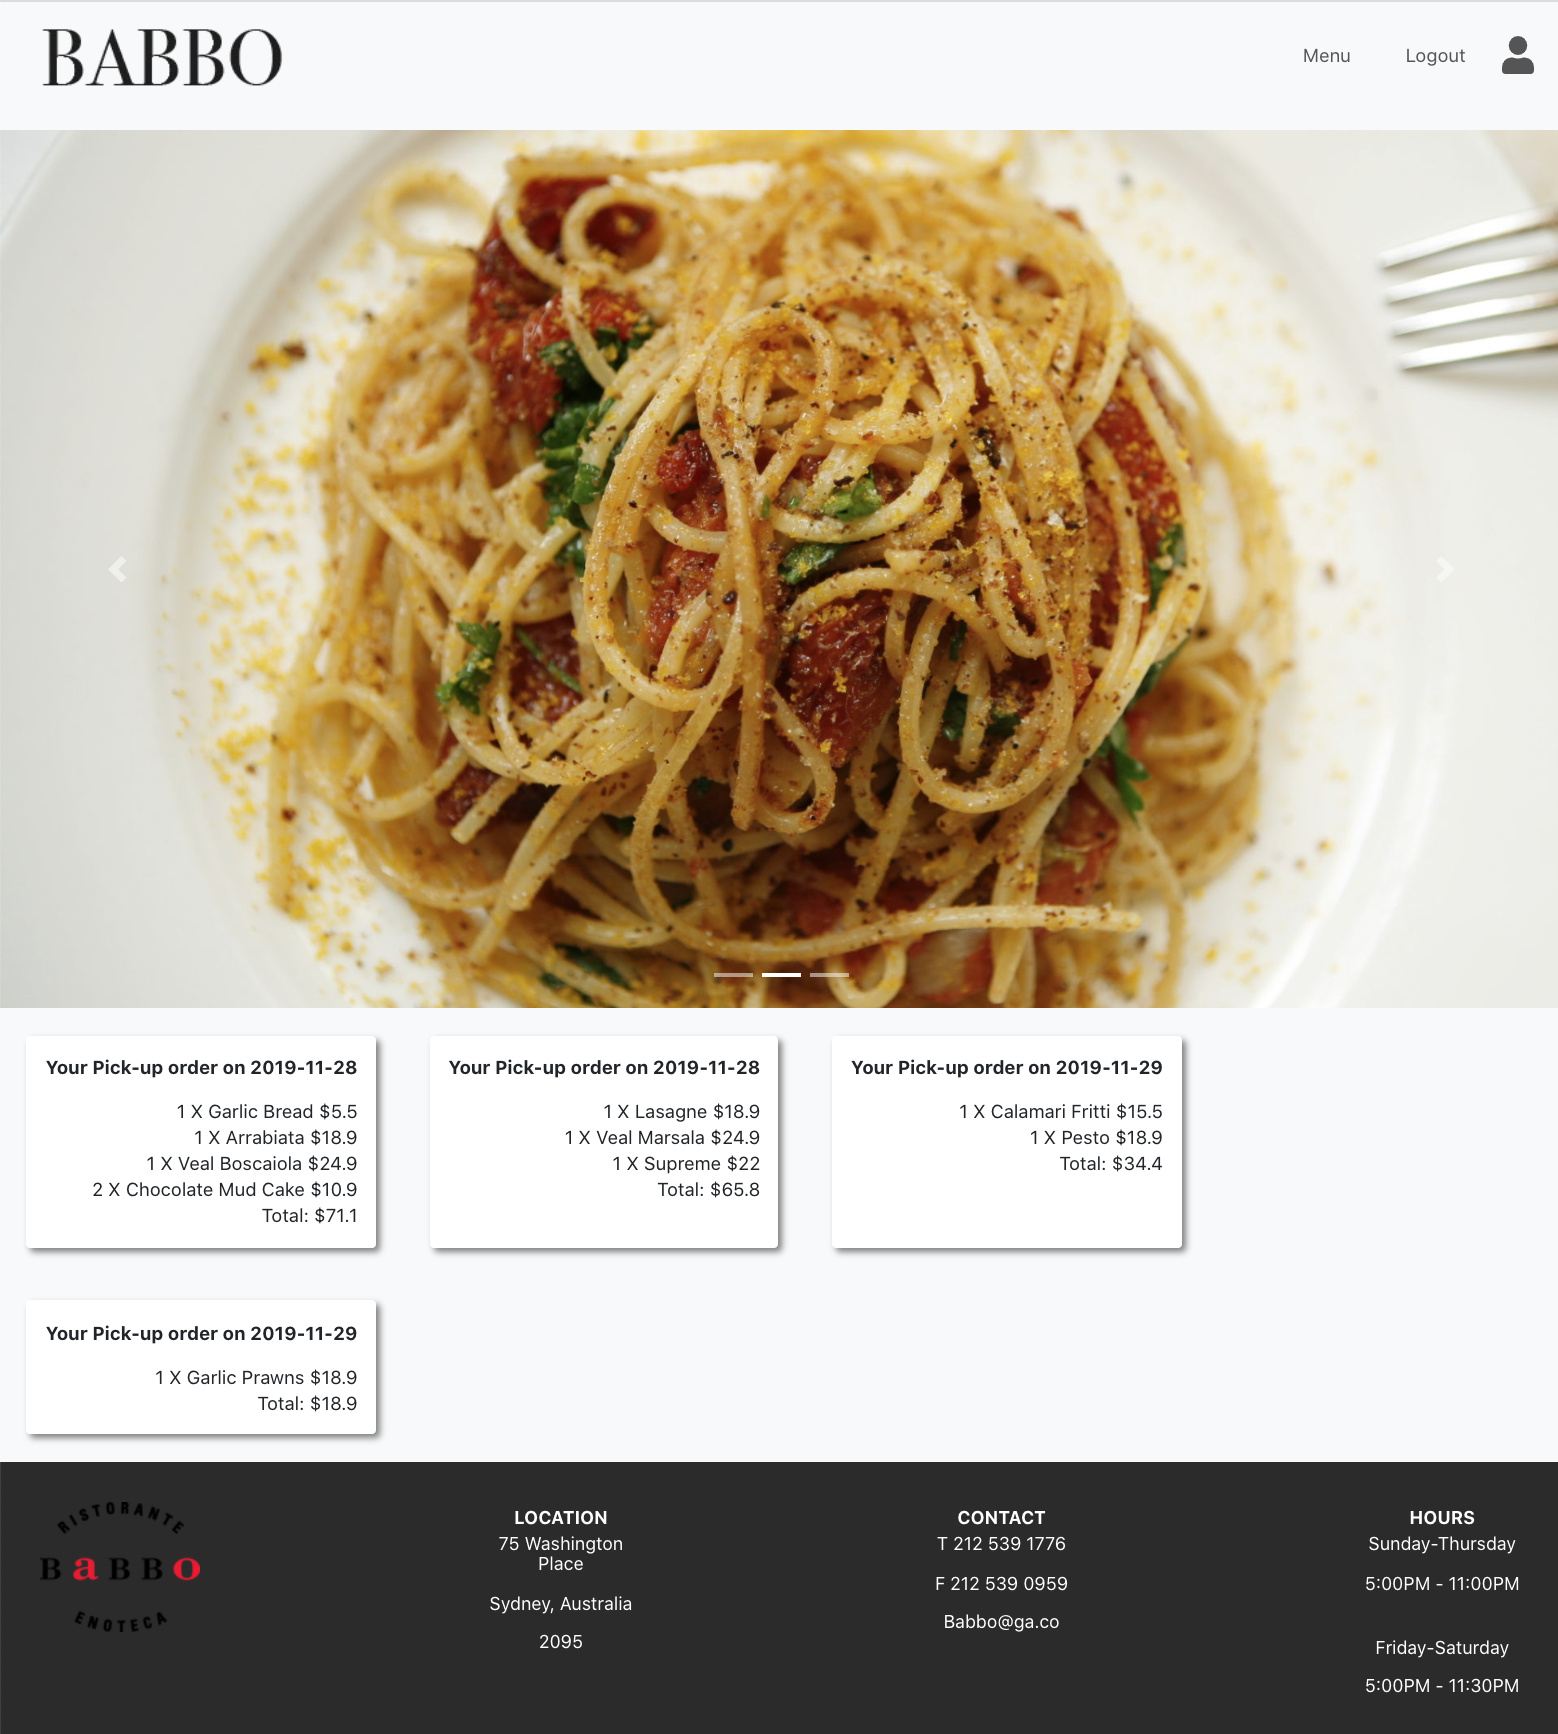 BABBO
Menu
Logout
Your Pick-up order on 2019-11-28
1 X Garlic Bread $5.5
1 X Arrabiata $18.9
1 X Veal Boscaiola $24.9
2 X Chocolate Mud Cake $10.9
Total: $71.1
Your Pick-up order on 2019-11-28
1 X Lasagne $18.9
1 X Veal Marsala $24.9
1 X Supreme $22
Total: $65.8
Your Pick-up order on 2019-11-29
1 X Calamari Fritti $15.5
1 X Pesto $18.9
Total: $34.4
Your Pick-up order on 2019-11-29
1 X Garlic Prawns $18.9
Total: $18.9
RISTORANTE
BaBBO
ENOTECA
LOCATION
75 Washington
Place
Sydney, Australia
2095
CONTACT
T 212 539 1776
F 212 539 0959
Babbo@ga.co
HOURS
Sunday-Thursday
5:00PM - 11:00PM
Friday-Saturday
5:00PM - 11:30PM